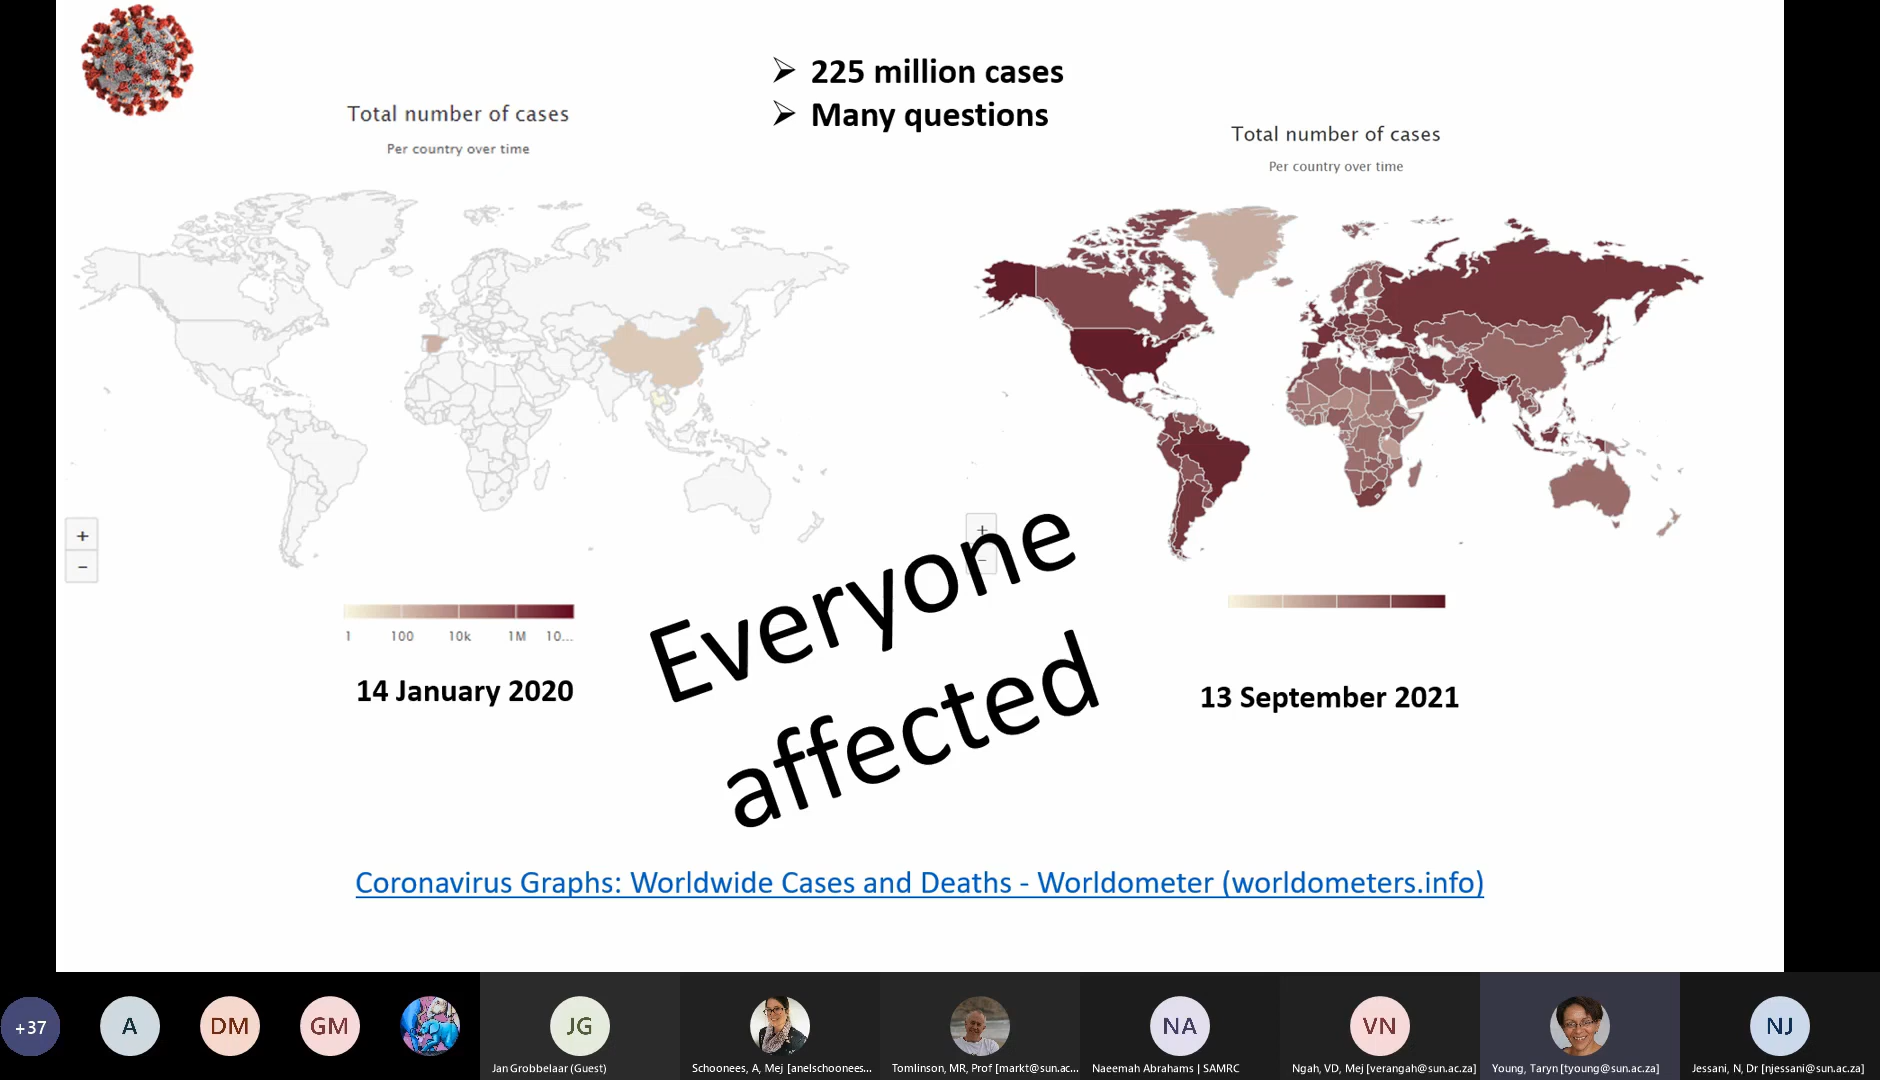 225 million cases
Many questions
Total number of cases
Per country over time
Total number of cases
Per country over time
+
−
+
−
1 100 10k 1M 10...
Everyone
affected
14 January 2020
13 September 2021
Coronavirus Graphs: Worldwide Cases and Deaths - Worldometer (worldometers.info)
+37
A
DM
GM
JG
NA
VN
NJ
Jan Grobbelaar (Guest)
Schoonees, A, Mej [anelschoonees...
Tomlinson, MR, Prof [markt@sun.ac...
Naeemah Abrahams | SAMRC
Ngah, VD, Mej [verangah@sun.ac.za]
Young, Taryn [tyoung@sun.ac.za]
Jessani, N, Dr [njessani@sun.ac.za]